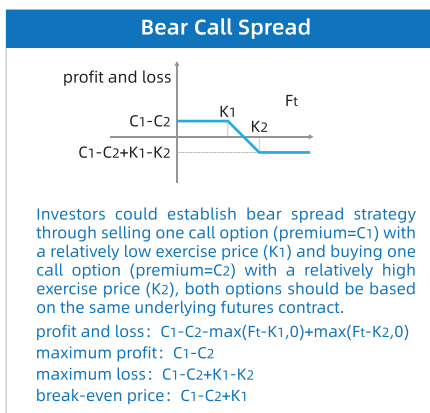 Bear Call Spread
profit and loss
Ft
K1
C1-C2
K2
C1-C2+K1-K2
Investors could establish bear spread strategy
through selling one call option (premium=C1) with
a relatively low exercise price (K1) and buying one
call option (premium=C2) with a relatively high
exercise price (K2), both options should be based
on the same underlying futures contract.
profit and loss: C1-C2-max(Ft-K1,0)+max(Ft-K2,0)
maximum profit: C1-C2
maximum loss: C1-C2+K1-K2
break-even price: C1-C2+K1